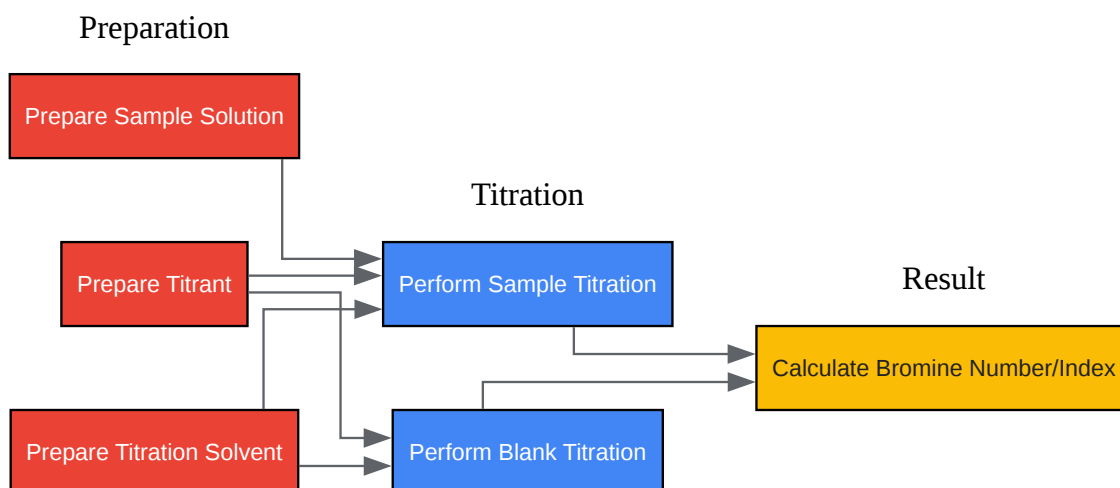 Preparation
Prepare Sample Solution
Titration
Prepare Titrant
Perform Sample Titration
Result
Calculate Bromine Number/Index
Prepare Titration Solvent
Perform Blank Titration